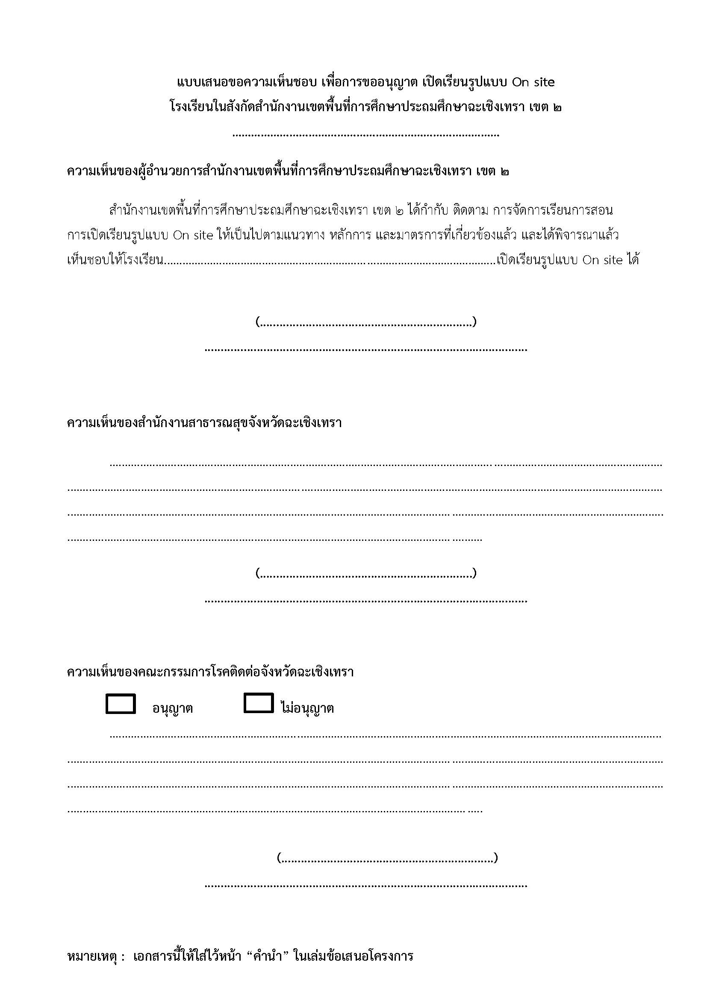 แบบเสนอขอความเห็นชอบ เพื่อการขออนุญาต เปิดเรียนรูปแบบ On site
โรงเรียนในสังกัดสำนักงานเขตพื้นที่การศึกษาประถมศึกษาฉะเชิงเทรา เขต ๒
....................................................................................
ความเห็นของผู้อำนวยการสำนักงานเขตพื้นที่การศึกษาประถมศึกษาฉะเชิงเทรา เขต ๒
สำนักงานเขตพื้นที่การศึกษาประถมศึกษาฉะเชิงเทรา เขต ๒ ได้กำกับ ติดตาม การจัดการเรียนการสอน
การเปิดเรียนรูปแบบ On site ให้เป็นไปตามแนวทาง หลักการ และมาตรการที่เกี่ยวข้องแล้ว และได้พิจารณาแล้ว
เห็นชอบให้โรงเรียน............................................................................................................เปิดเรียนรูปแบบ On site ได้
(.................................................................)
....................................................................................................
ความเห็นของสำนักงานสาธารณสุขจังหวัดฉะเชิงเทรา
....................................................................................................................................................................................
..................................................................................................................................................................................................
..................................................................................................................................................................................................
.......................................................................................................................................
(.................................................................)
....................................................................................................
ความเห็นของคณะกรรมการโรคติดต่อจังหวัดฉะเชิงเทรา
อนุญาต ไม่อนุญาต
....................................................................................................................................................................................
..................................................................................................................................................................................................
..................................................................................................................................................................................................
.......................................................................................................................................
(.................................................................)
....................................................................................................
หมายเหตุ : เอกสารนี้ให้ใส่ไว้หน้า “คำนำ” ในเล่มข้อเสนอโครงการ